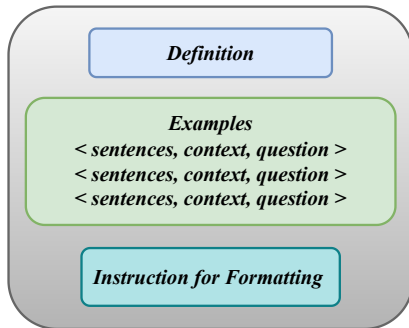 Definition
Examples
< sentences, context, question >
< sentences, context, question >
< sentences, context, question >
Instruction for Formatting